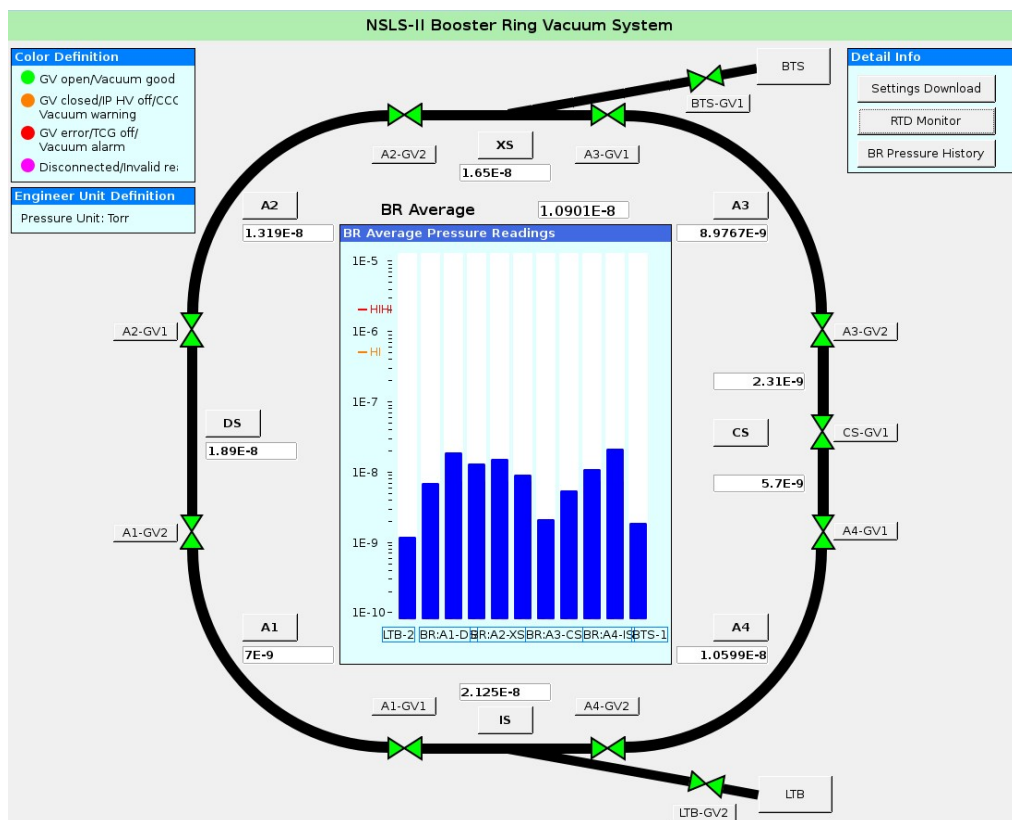 NSLS-II Booster Ring Vacuum System
Color Definition
GV open/Vacuum good
GV closed/IP HV off/CCC
Vacuum warning
GV error/TCG off/
Vacuum alarm
Disconnected/Invalid rea
Engineer Unit Definition
Pressure Unit: Torr
Detail Info
Settings Download
RTD Monitor
BR Pressure History
BTS
BTS-GV1
A2-GV2
XS
1.65E-8
A3-GV1
A2
1.319E-8
BR Average
1.0901E-8
A3
8.9767E-9
BR Average Pressure Readings
1E-5
HIHI
1E-6
HI
1E-7
1E-8
1E-9
1E-10
LTB-2
BR:A1-DS
BR:A2-XS
BR:A3-CS
BR:A4-IS
BTS-1
A2-GV1
A3-GV2
2.31E-9
DS
1.89E-8
CS
CS-GV1
5.7E-9
A1-GV2
A4-GV1
A1
7E-9
A4
1.0599E-8
2.125E-8
A1-GV1
IS
A4-GV2
LTB
LTB-GV2